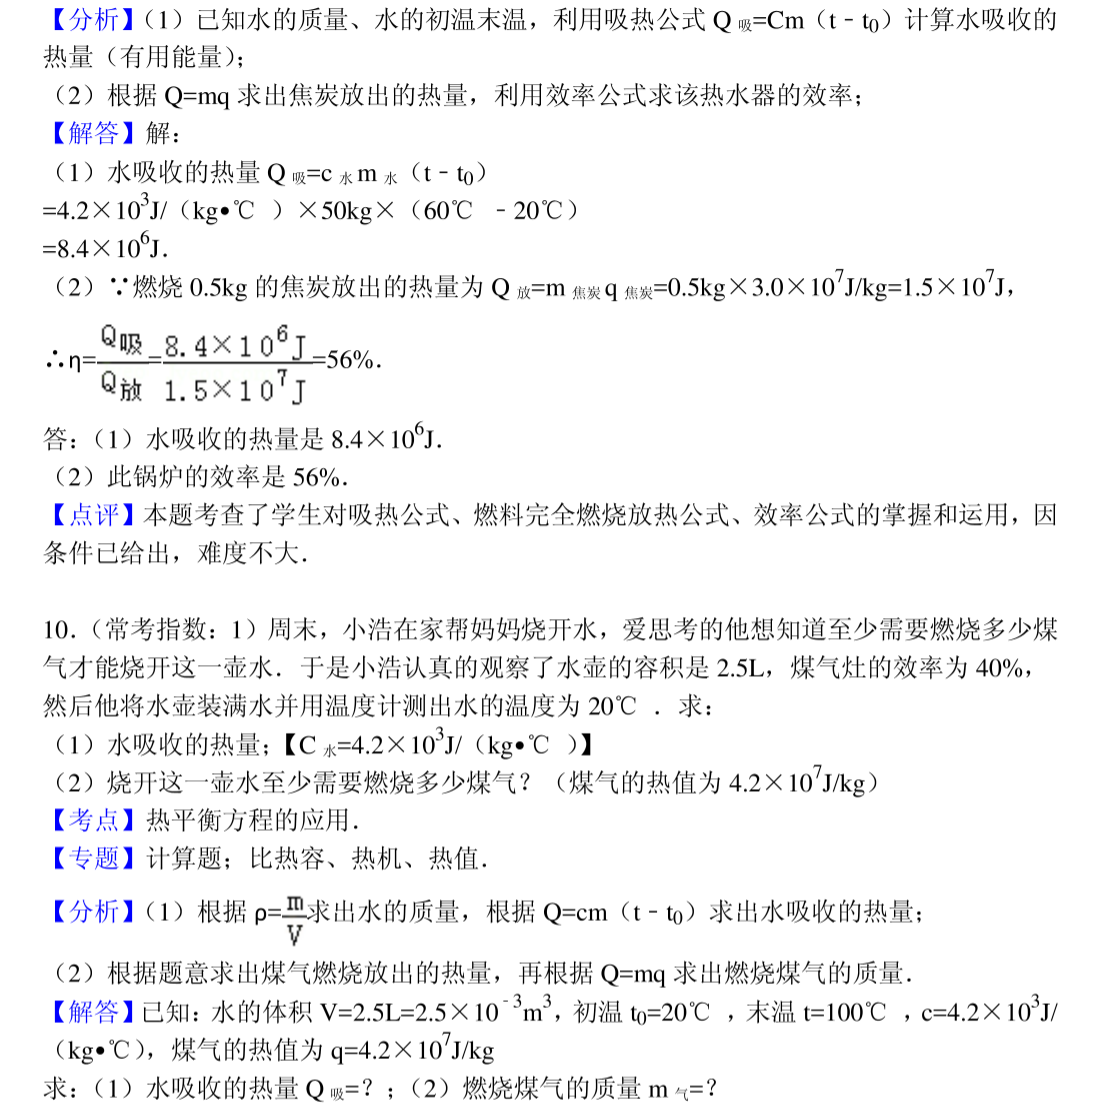 【分析】（1）已知水的质量、水的初温末温，利用吸热公式 Q 吸=Cm（t﹣t0）计算水吸收的
热量（有用能量）；
（2）根据 Q=mq 求出焦炭放出的热量，利用效率公式求该热水器的效率；
【解答】解：
（1）水吸收的热量 Q 吸=c 水 m 水（t﹣t0）
=4.2×10³J/（kg•℃ ）×50kg×（60℃ ﹣20℃）
=8.4×10⁶J．
（2）∵燃烧 0.5kg 的焦炭放出的热量为 Q 放=m 焦炭 q 焦炭=0.5kg×3.0×10⁷J/kg=1.5×10⁷J，
∴η=Q吸/Q放=8.4×10⁶J/1.5×10⁷J=56%．
答：（1）水吸收的热量是 8.4×10⁶J．
（2）此锅炉的效率是 56%．
【点评】本题考查了学生对吸热公式、燃料完全燃烧放热公式、效率公式的掌握和运用，因
条件已给出，难度不大．
10．（常考指数：1）周末，小浩在家帮妈妈烧开水，爱思考的他想知道至少需要燃烧多少煤
气才能烧开这一壶水．于是小浩认真的观察了水壶的容积是 2.5L，煤气灶的效率为 40%，
然后他将水壶装满水并用温度计测出水的温度为 20℃ ．求：
（1）水吸收的热量；【C 水=4.2×10³J/（kg•℃ ）】
（2）烧开这一壶水至少需要燃烧多少煤气？（煤气的热值为 4.2×10⁷J/kg）
【考点】热平衡方程的应用．
【专题】计算题；比热容、热机、热值．
【分析】（1）根据 ρ=m/V求出水的质量，根据 Q=cm（t﹣t0）求出水吸收的热量；
（2）根据题意求出煤气燃烧放出的热量，再根据 Q=mq 求出燃烧煤气的质量．
【解答】已知：水的体积 V=2.5L=2.5×10⁻³m³，初温 t0=20℃ ，末温 t=100℃ ，c=4.2×10³J/
（kg•℃），煤气的热值为 q=4.2×10⁷J/kg
求：（1）水吸收的热量 Q 吸=？；（2）燃烧煤气的质量 m 气=？